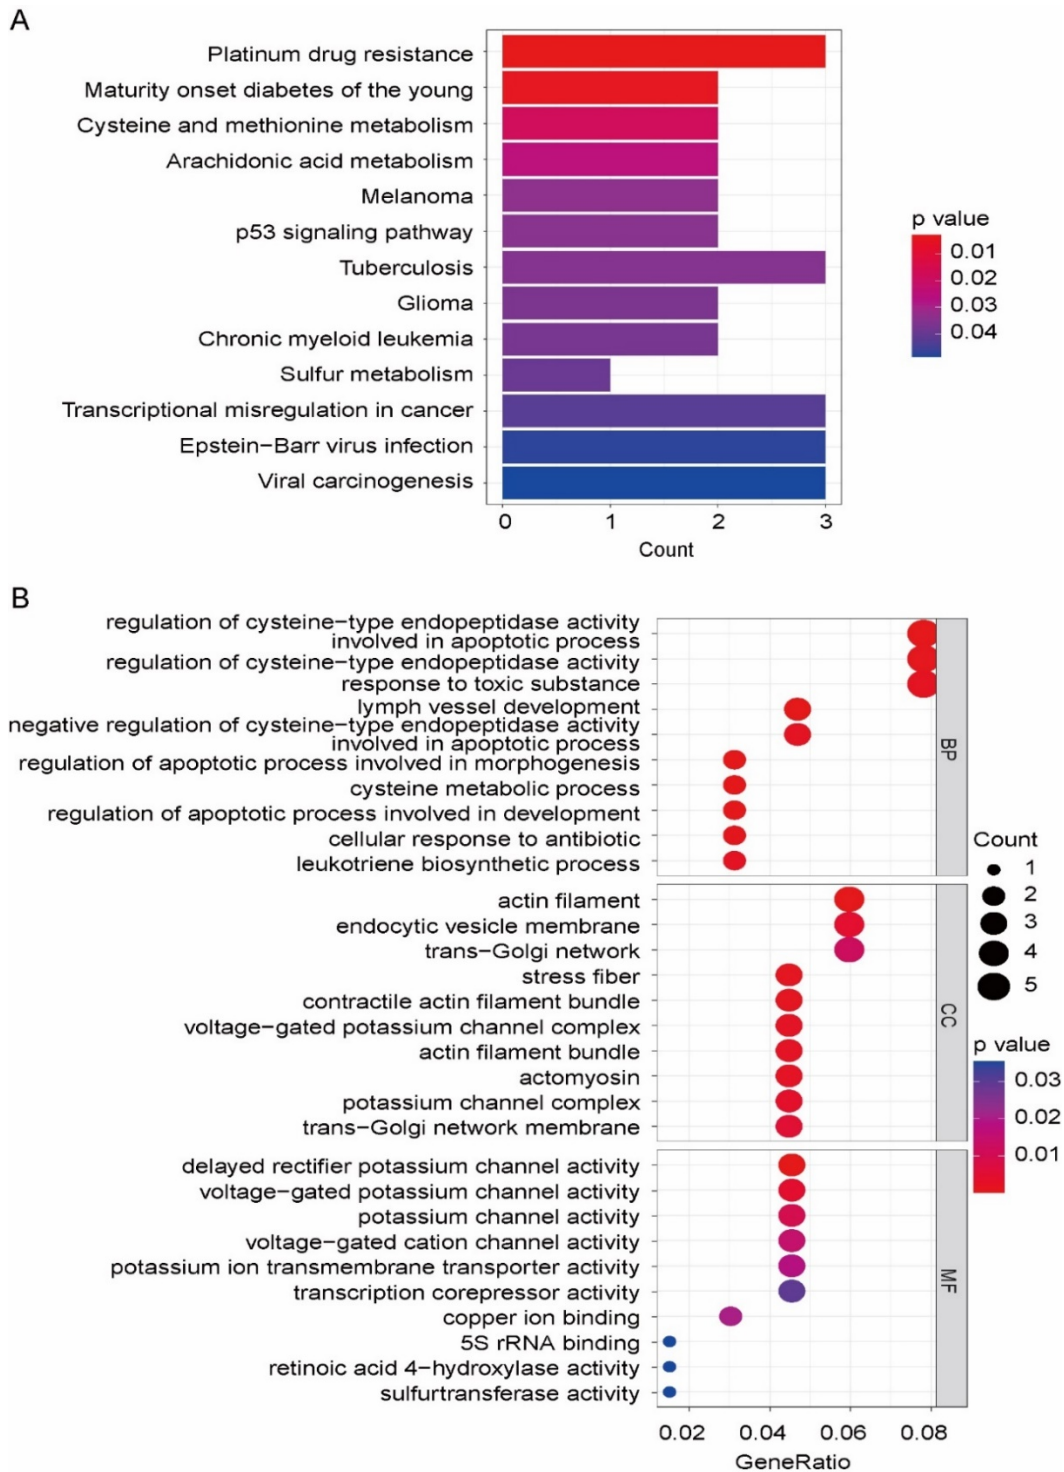 A
Platinum drug resistance
Maturity onset diabetes of the young
Cysteine and methionine metabolism
Arachidonic acid metabolism
Melanoma
p53 signaling pathway
Tuberculosis
Glioma
Chronic myeloid leukemia
Sulfur metabolism
Transcriptional misregulation in cancer
Epstein−Barr virus infection
Viral carcinogenesis
0 1 2 3
Count
p value
0.01
0.02
0.03
0.04
B
regulation of cysteine−type endopeptidase activity
involved in apoptotic process
regulation of cysteine−type endopeptidase activity
response to toxic substance
lymph vessel development
negative regulation of cysteine−type endopeptidase activity
involved in apoptotic process
regulation of apoptotic process involved in morphogenesis
cysteine metabolic process
regulation of apoptotic process involved in development
cellular response to antibiotic
leukotriene biosynthetic process
BP
actin filament
endocytic vesicle membrane
trans−Golgi network
stress fiber
contractile actin filament bundle
voltage−gated potassium channel complex
actin filament bundle
actomyosin
potassium channel complex
trans−Golgi network membrane
CC
delayed rectifier potassium channel activity
voltage−gated potassium channel activity
potassium channel activity
voltage−gated cation channel activity
potassium ion transmembrane transporter activity
transcription corepressor activity
copper ion binding
5S rRNA binding
retinoic acid 4−hydroxylase activity
sulfurtransferase activity
MF
0.02 0.04 0.06 0.08
GeneRatio
Count
1
2
3
4
5
p value
0.03
0.02
0.01